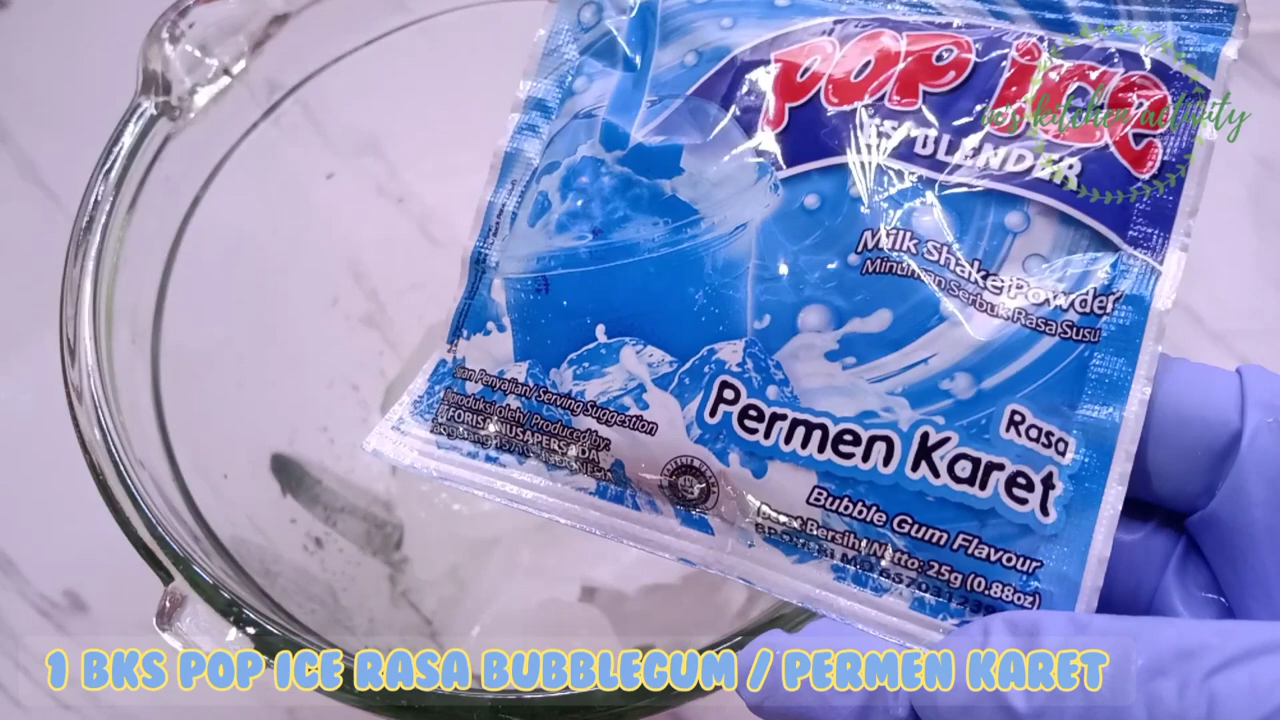 POP ICE
ES BLENDER
ic's kitchen activity
Milk Shake Powder
Minuman Serbuk Rasa Susu
Rasa
Permen Karet
Bubble Gum Flavour
Berat Bersih/ Netto: 25g (0.88oz)
Saran Penyajian/ Serving Suggestion
Diproduksi oleh/ Produced by:
FORISA NUSAPERSADA
1 BKS POP ICE RASA BUBBLEGUM / PERMEN KARET